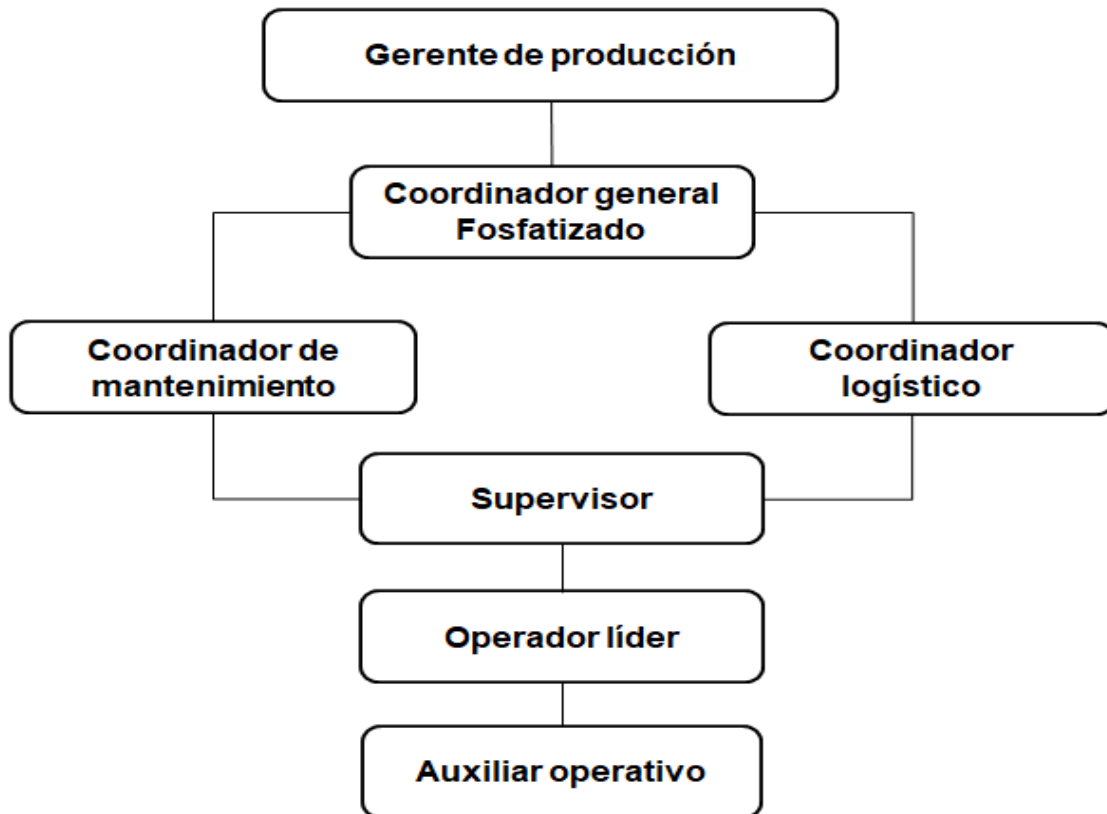 Gerente de producción
Coordinador general
Fosfatizado
Coordinador de
mantenimiento
Coordinador
logístico
Supervisor
Operador líder
Auxiliar operativo